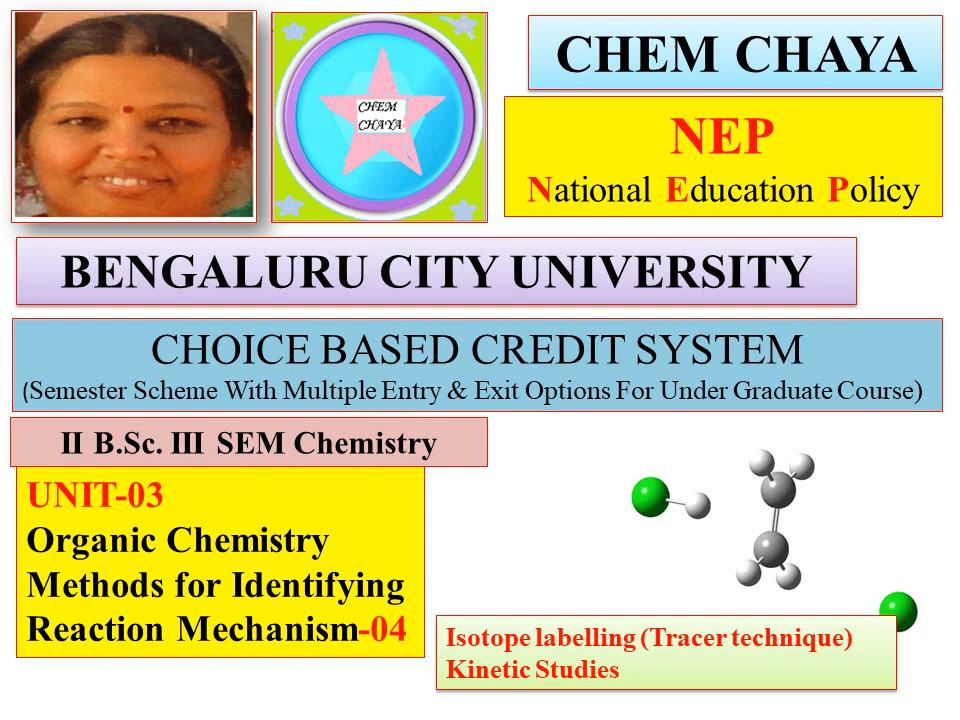 CHEM
CHAYA
CHEM CHAYA
NEP
National Education Policy
BENGALURU CITY UNIVERSITY
CHOICE BASED CREDIT SYSTEM
(Semester Scheme With Multiple Entry & Exit Options For Under Graduate Course)
II B.Sc. III SEM Chemistry
UNIT-03
Organic Chemistry
Methods for Identifying
Reaction Mechanism-04
Isotope labelling (Tracer technique)
Kinetic Studies